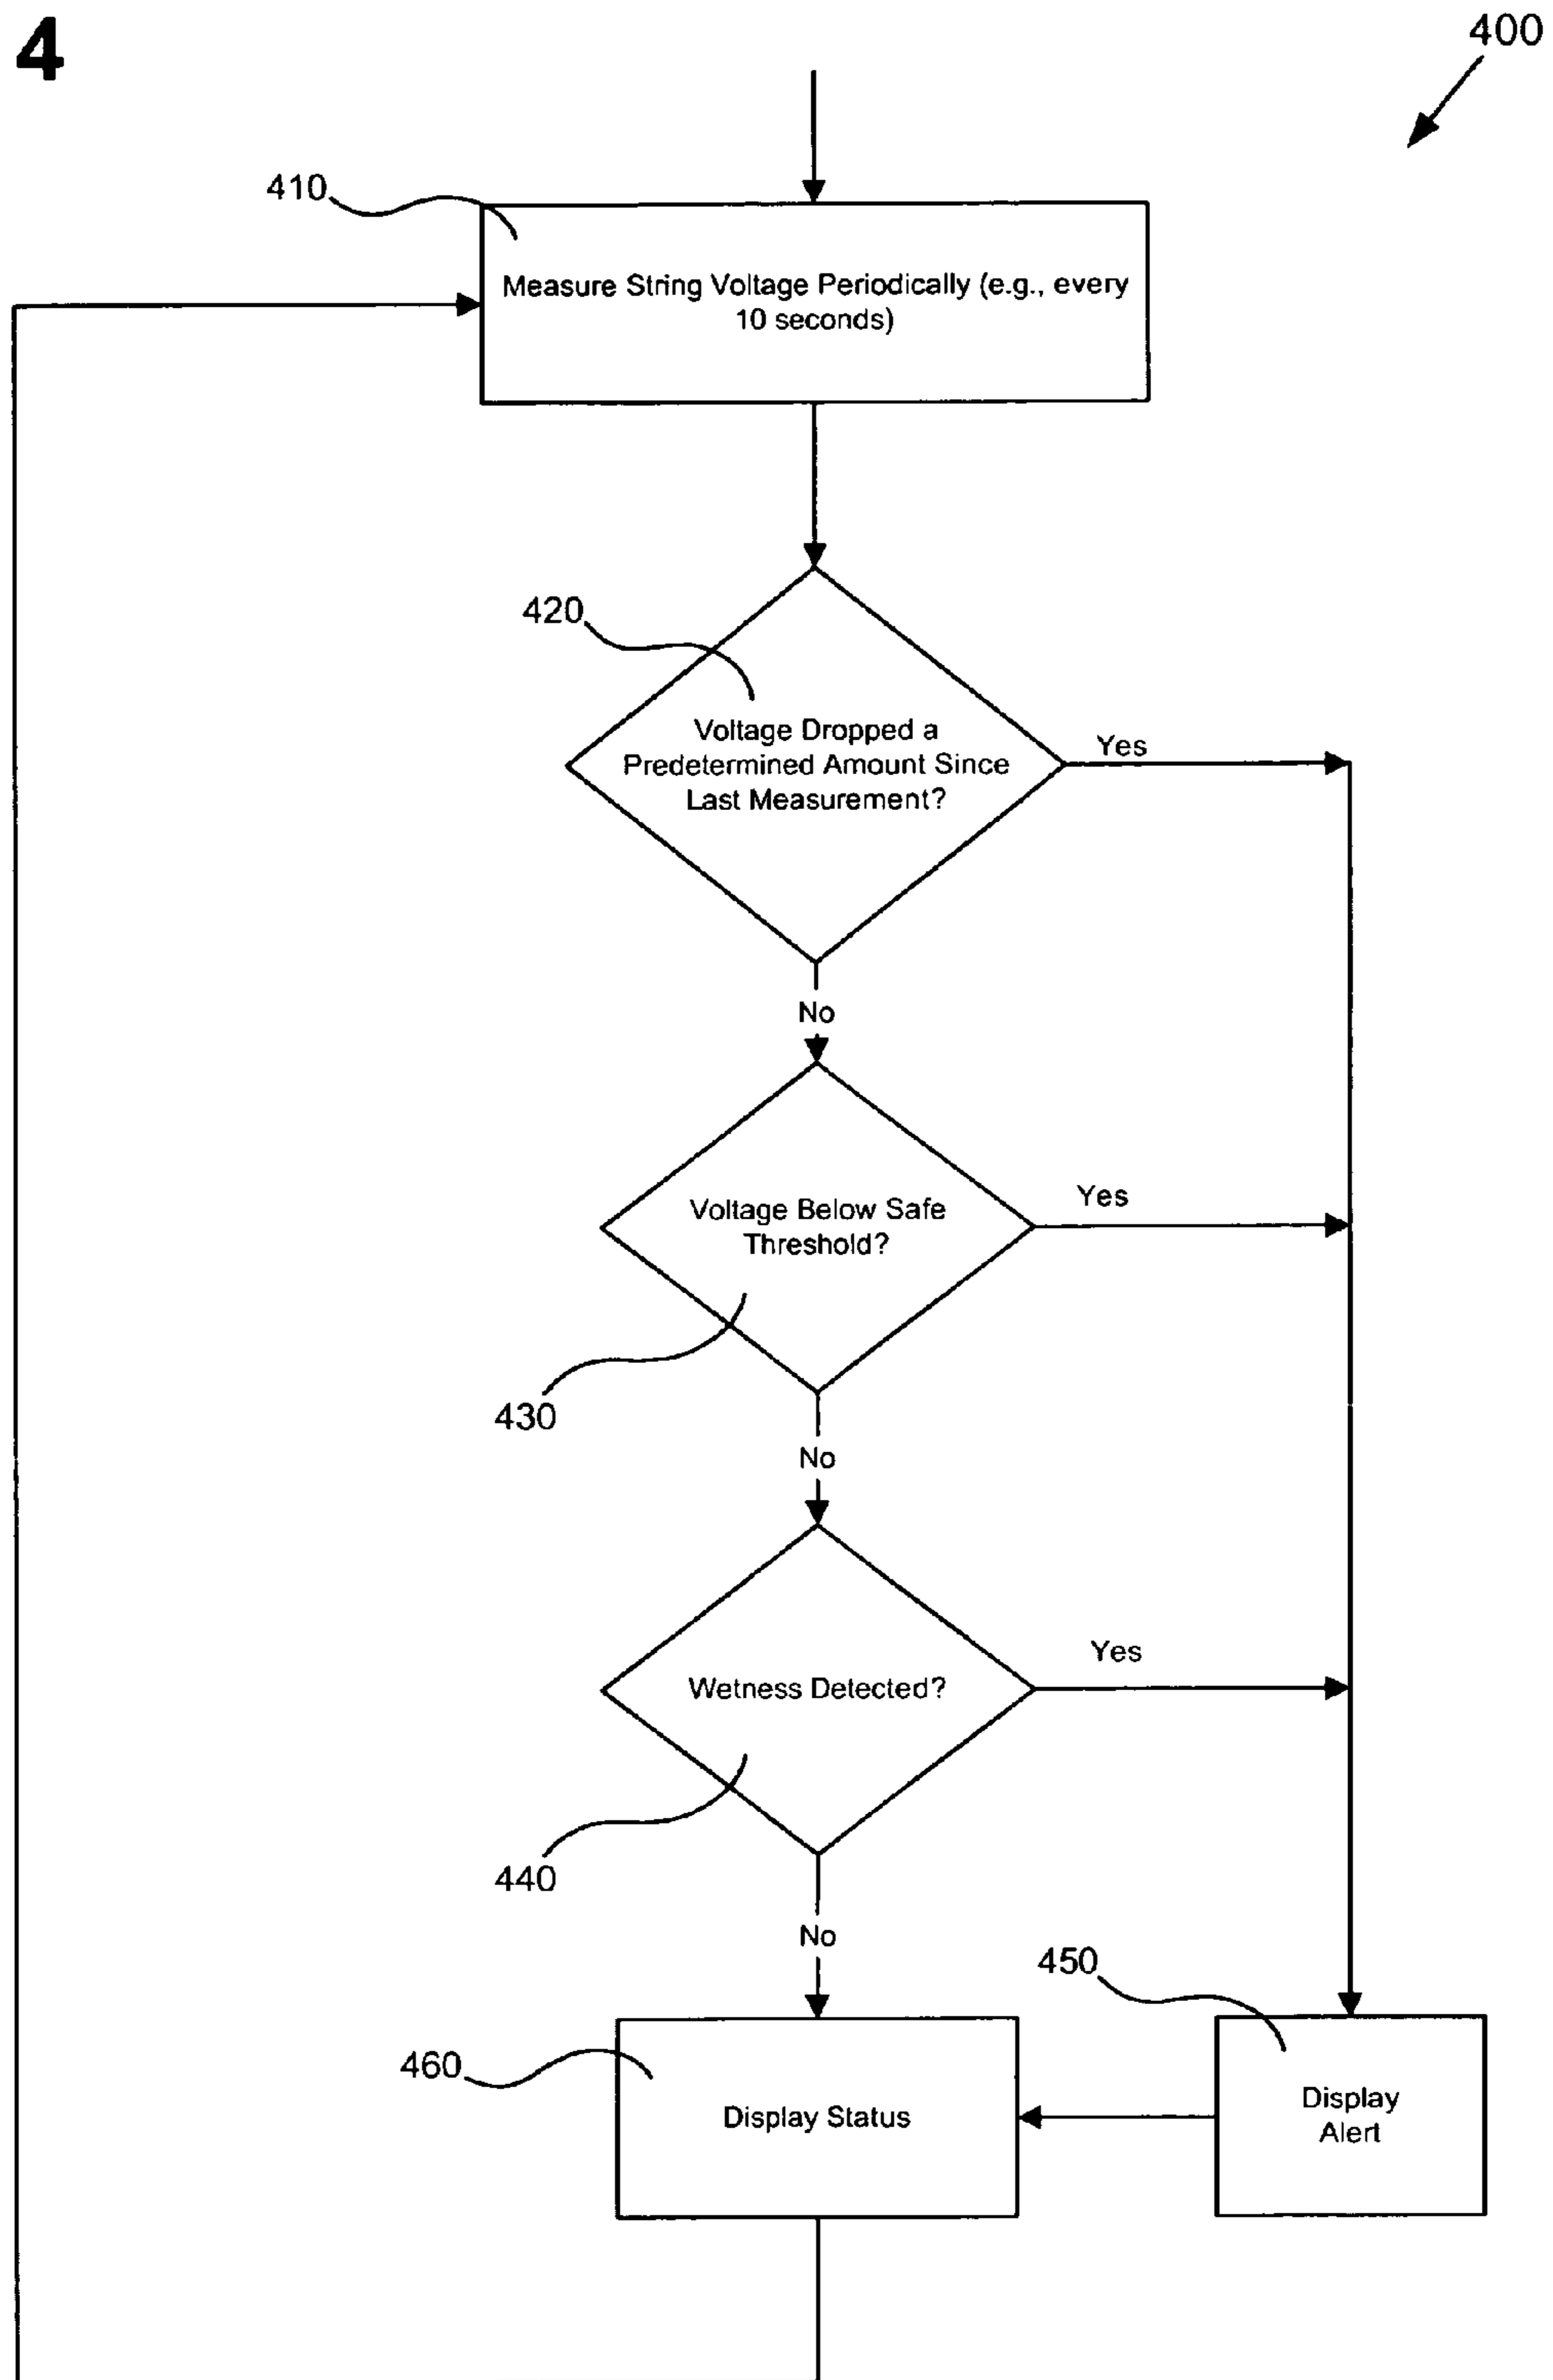 4
400
410
Measure String Voltage Periodically (e.g., every
10 seconds)
420
Voltage Dropped a
Predetermined Amount Since
Last Measurement?
Yes
No
Voltage Below Safe
Threshold?
Yes
430
No
Wetness Detected?
Yes
440
No
450
460
Display Status
Display
Alert